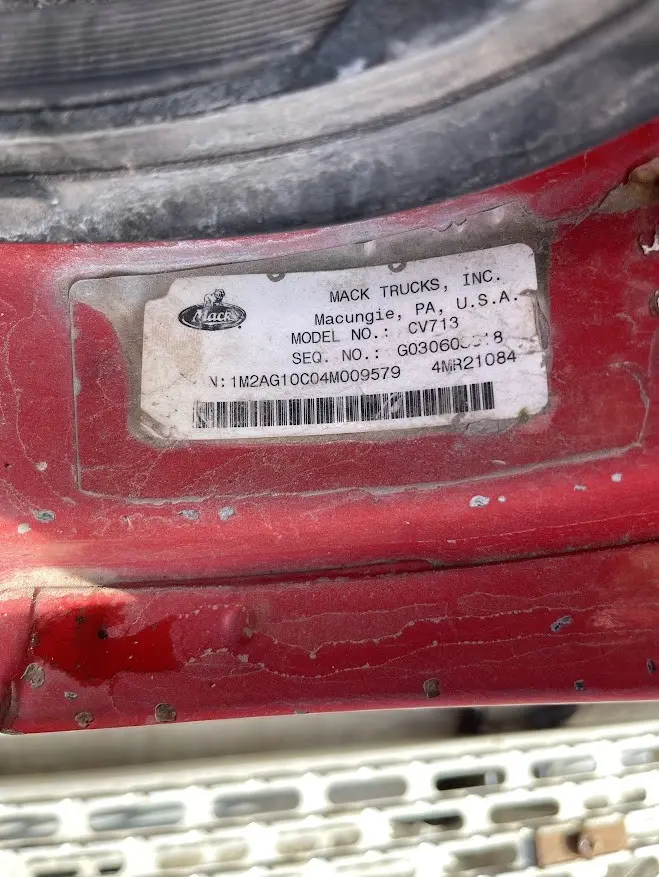 Mack
MACK TRUCKS, INC.
Macungie, PA, U.S.A.
MODEL NO.: CV713
SEQ. NO.:
N: 1M2AG10C04M009579 4MR21084